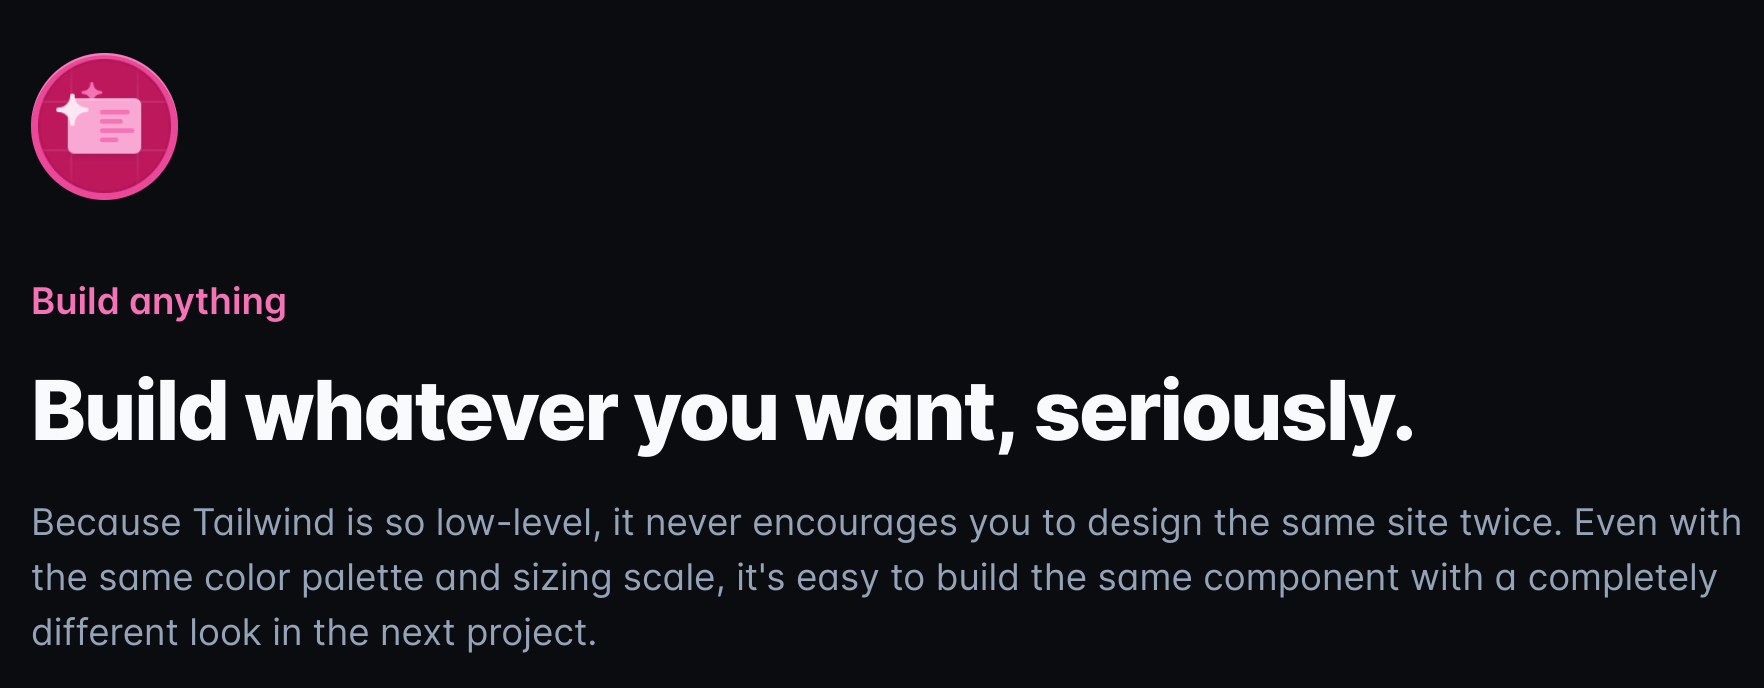 Build anything
Build whatever you want, seriously.
Because Tailwind is so low-level, it never encourages you to design the same site twice. Even with
the same color palette and sizing scale, it's easy to build the same component with a completely
different look in the next project.